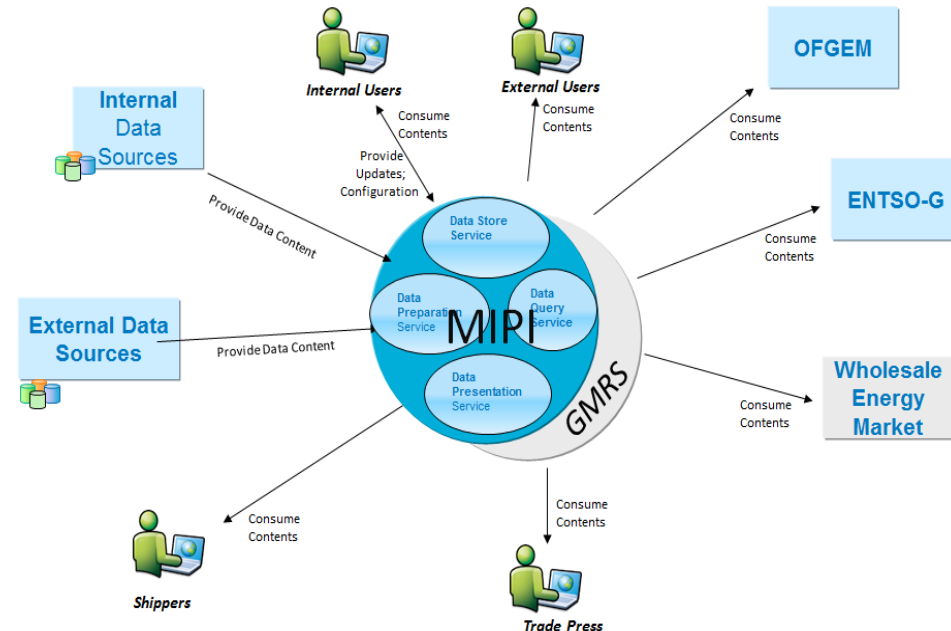 Internal Users
External Users
OFGEM
Internal
Data
Sources
Consume
Contents
Consume
Contents
Consume
Contents
Provide
Updates;
Configuration
ENTSO-G
Provide Data Content
Data Store
Service
Consume
Contents
External Data
Sources
Provide Data Content
Data
Preparation
Service
Data
Query
Service
MIPI
GMRS
Wholesale
Energy
Market
Data
Presentation
Service
Consume
Contents
Consume
Contents
Consume
Contents
Shippers
Trade Press